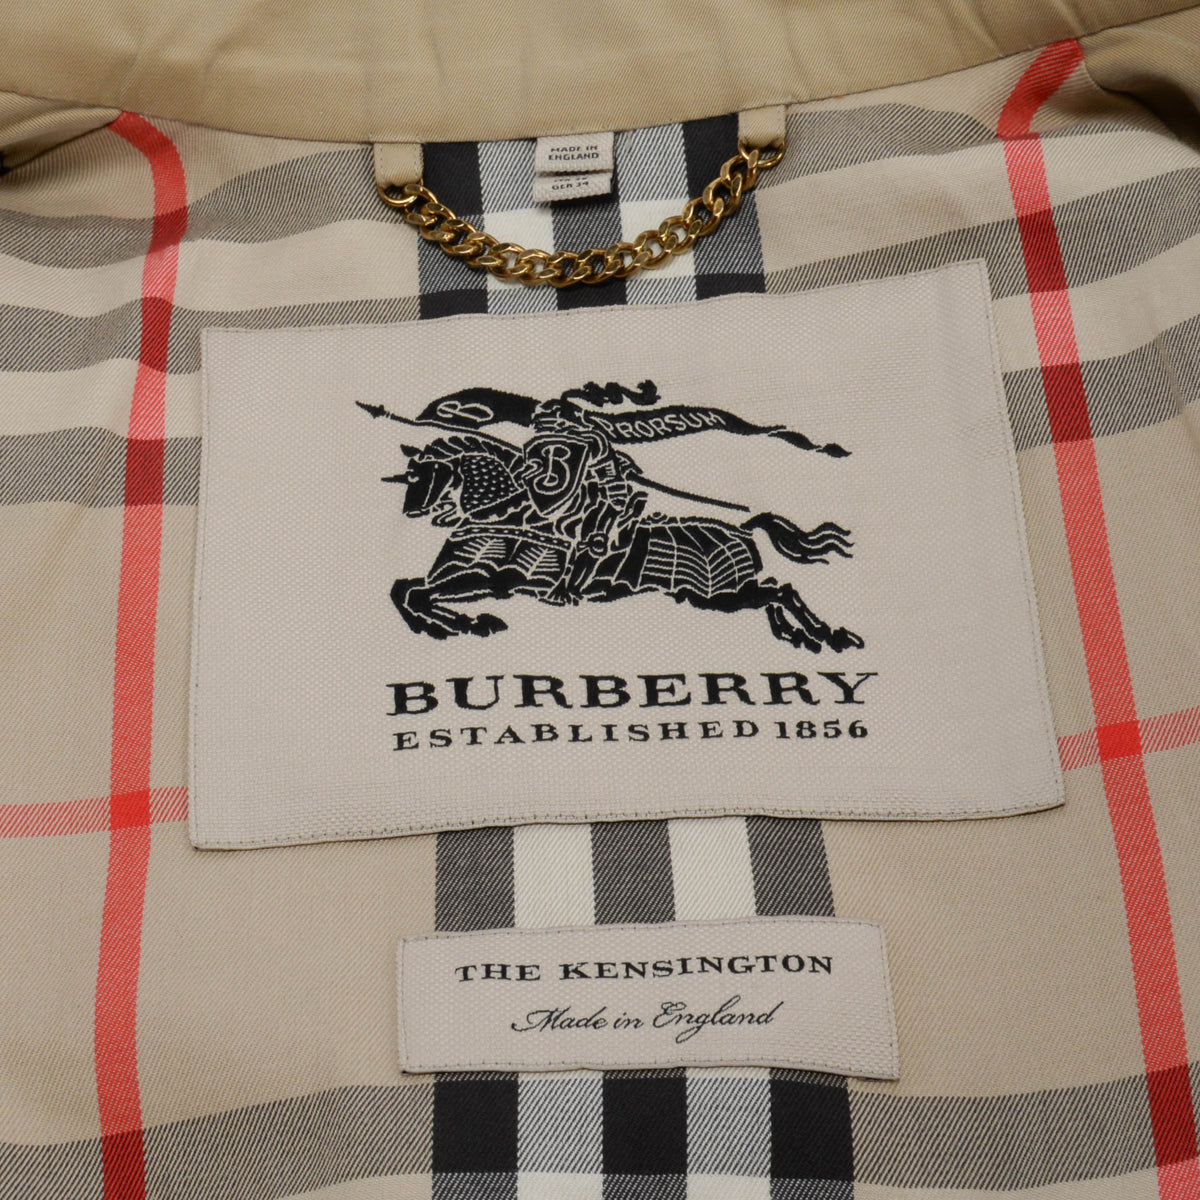 MADE IN
ENGLAND
GER 34
B
PRORSUM
B
BURBERRY
ESTABLISHED 1856
THE KENSINGTON
Made in England